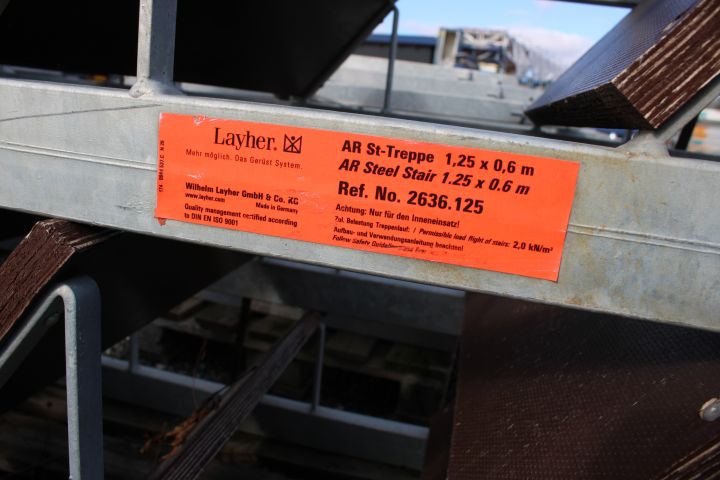 Layher.
Mehr möglich. Das Gerüst System.
Wilhelm Layher GmbH & Co. KG
www.layher.com Made in Germany
Quality management certified according
to DIN EN ISO 9001
AR St-Treppe 1,25 x 0,6 m
AR Steel Stair 1.25 x 0.6 m
Ref. No. 2636.125
Achtung: Nur für den Inneneinsatz!
Zul. Belastung Treppenlauf: / Permissible load flight of stairs: 2,0 kN/m²
Aufbau- und Verwendungsanleitung beachten!
Follow Safety